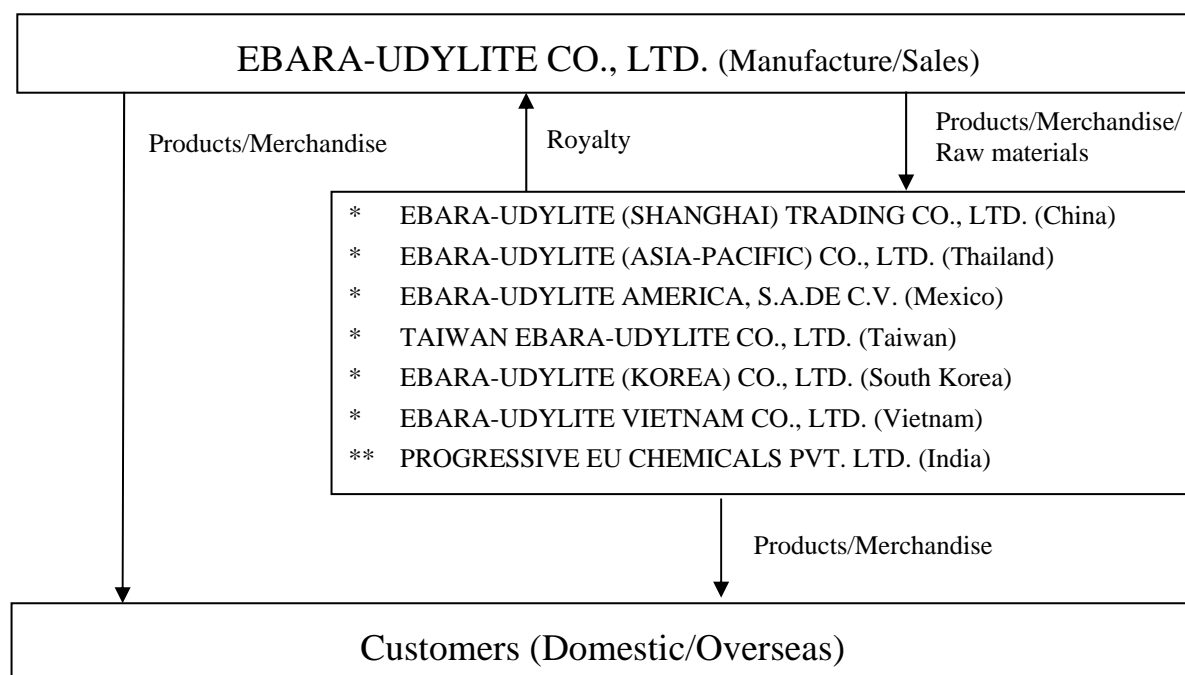 EBARA-UDYLITE CO., LTD. (Manufacture/Sales)
Products/Merchandise
Royalty
Products/Merchandise/
Raw materials
* EBARA-UDYLITE (SHANGHAI) TRADING CO., LTD. (China)
* EBARA-UDYLITE (ASIA-PACIFIC) CO., LTD. (Thailand)
* EBARA-UDYLITE AMERICA, S.A.DE C.V. (Mexico)
* TAIWAN EBARA-UDYLITE CO., LTD. (Taiwan)
* EBARA-UDYLITE (KOREA) CO., LTD. (South Korea)
* EBARA-UDYLITE VIETNAM CO., LTD. (Vietnam)
** PROGRESSIVE EU CHEMICALS PVT. LTD. (India)
Products/Merchandise
Customers (Domestic/Overseas)